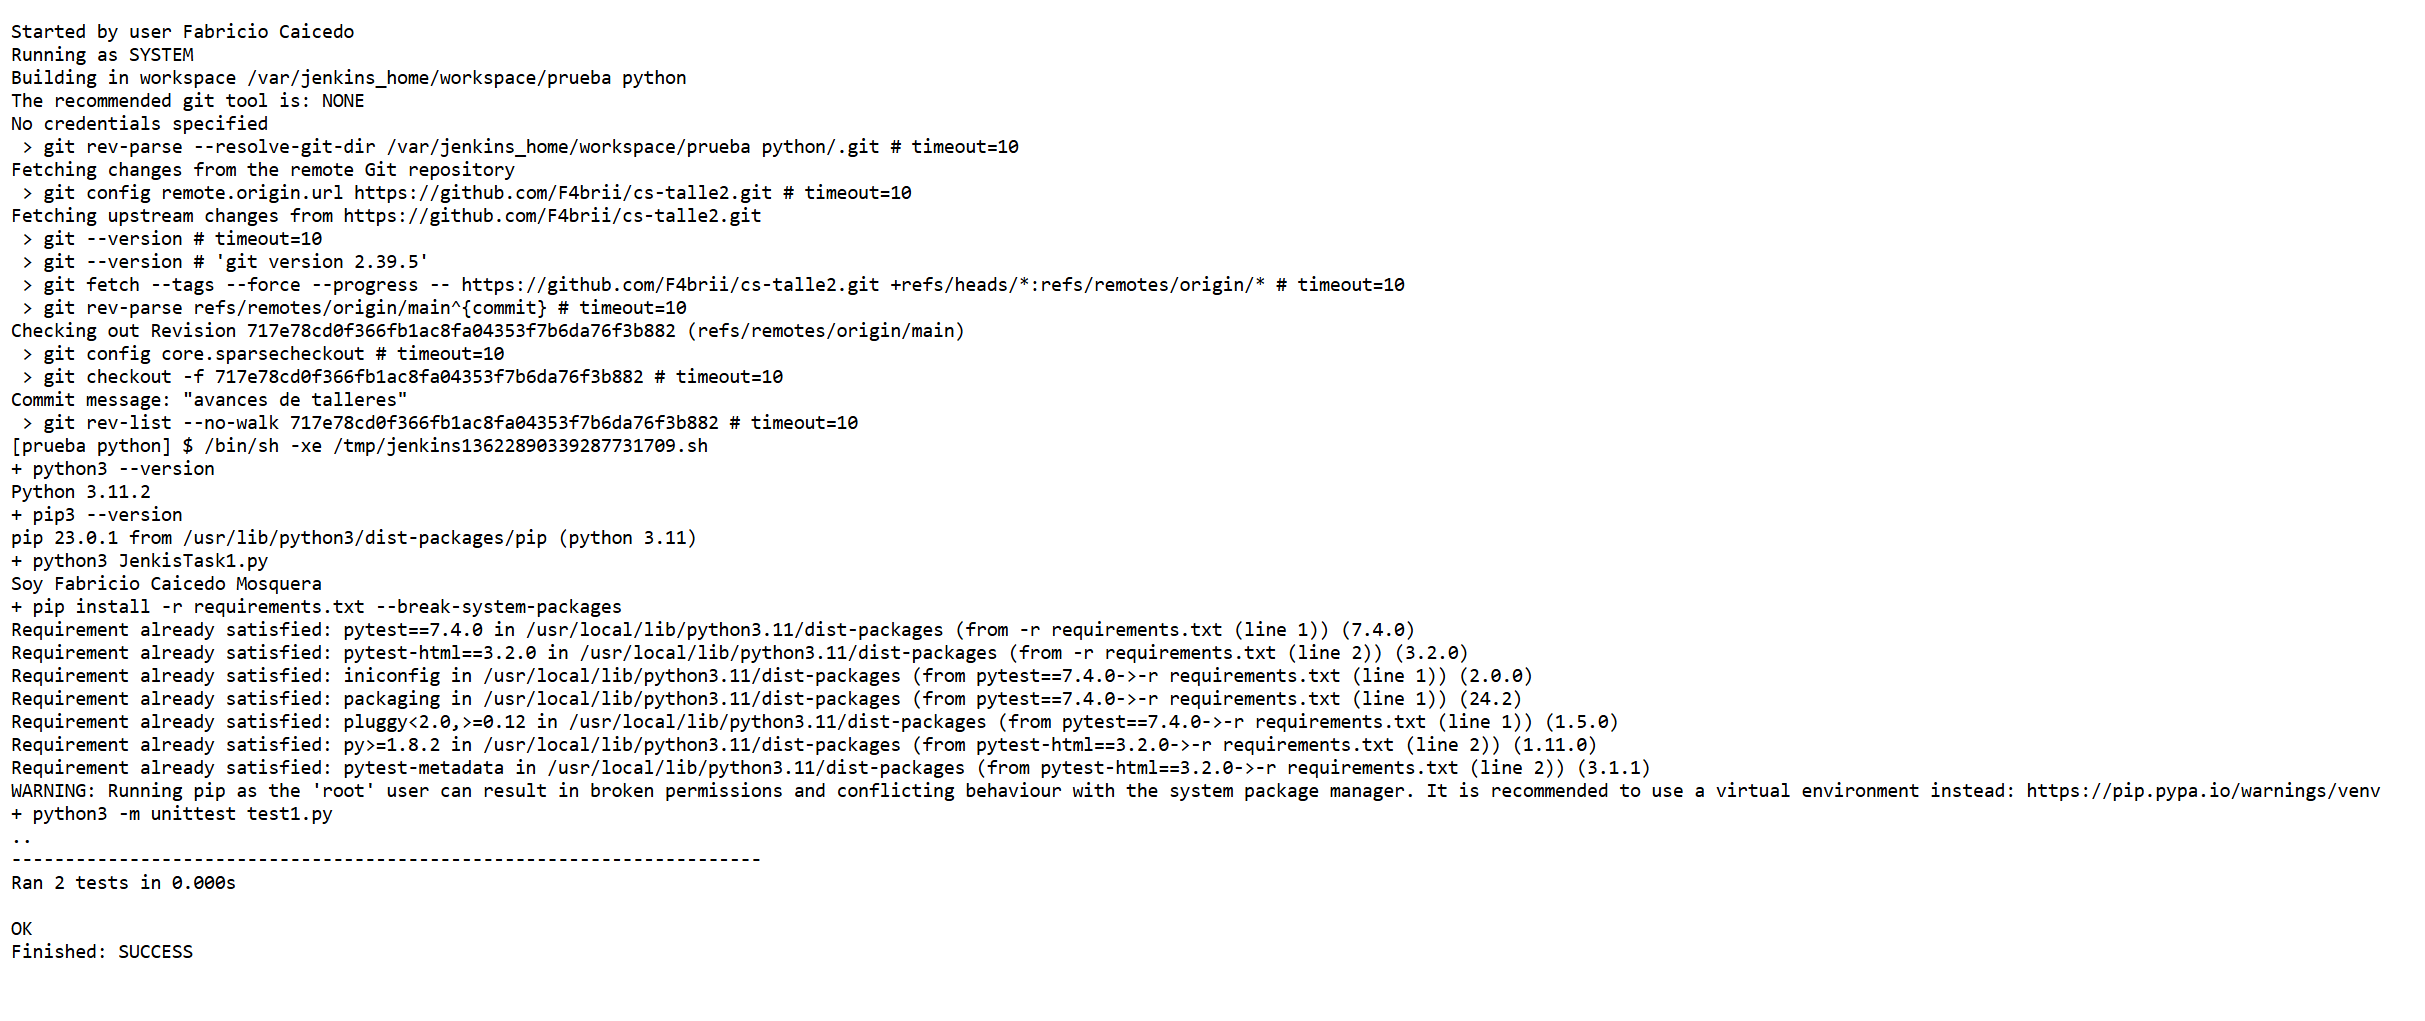 Started by user Fabricio Caicedo
Running as SYSTEM
Building in workspace /var/jenkins_home/workspace/prueba python
The recommended git tool is: NONE
No credentials specified
 > git rev-parse --resolve-git-dir /var/jenkins_home/workspace/prueba python/.git # timeout=10
Fetching changes from the remote Git repository
 > git config remote.origin.url https://github.com/F4brii/cs-talle2.git # timeout=10
Fetching upstream changes from https://github.com/F4brii/cs-talle2.git
 > git --version # timeout=10
 > git --version # 'git version 2.39.5'
 > git fetch --tags --force --progress -- https://github.com/F4brii/cs-talle2.git +refs/heads/*:refs/remotes/origin/* # timeout=10
 > git rev-parse refs/remotes/origin/main^{commit} # timeout=10
Checking out Revision 717e78cd0f366fb1ac8fa04353f7b6da76f3b882 (refs/remotes/origin/main)
 > git config core.sparsecheckout # timeout=10
 > git checkout -f 717e78cd0f366fb1ac8fa04353f7b6da76f3b882 # timeout=10
Commit message: "avances de talleres"
 > git rev-list --no-walk 717e78cd0f366fb1ac8fa04353f7b6da76f3b882 # timeout=10
[prueba python] $ /bin/sh -xe /tmp/jenkins13622890339287731709.sh
+ python3 --version
Python 3.11.2
+ pip3 --version
pip 23.0.1 from /usr/lib/python3/dist-packages/pip (python 3.11)
+ python3 JenkisTask1.py
Soy Fabricio Caicedo Mosquera
+ pip install -r requirements.txt --break-system-packages
Requirement already satisfied: pytest==7.4.0 in /usr/local/lib/python3.11/dist-packages (from -r requirements.txt (line 1)) (7.4.0)
Requirement already satisfied: pytest-html==3.2.0 in /usr/local/lib/python3.11/dist-packages (from -r requirements.txt (line 2)) (3.2.0)
Requirement already satisfied: iniconfig in /usr/local/lib/python3.11/dist-packages (from pytest==7.4.0->-r requirements.txt (line 1)) (2.0.0)
Requirement already satisfied: packaging in /usr/local/lib/python3.11/dist-packages (from pytest==7.4.0->-r requirements.txt (line 1)) (24.2)
Requirement already satisfied: pluggy<2.0,>=0.12 in /usr/local/lib/python3.11/dist-packages (from pytest==7.4.0->-r requirements.txt (line 1)) (1.5.0)
Requirement already satisfied: py>=1.8.2 in /usr/local/lib/python3.11/dist-packages (from pytest-html==3.2.0->-r requirements.txt (line 2)) (1.11.0)
Requirement already satisfied: pytest-metadata in /usr/local/lib/python3.11/dist-packages (from pytest-html==3.2.0->-r requirements.txt (line 2)) (3.1.1)
WARNING: Running pip as the 'root' user can result in broken permissions and conflicting behaviour with the system package manager. It is recommended to use a virtual environment instead: https://pip.pypa.io/warnings/venv
+ python3 -m unittest test1.py
..
----------------------------------------------------------------------
Ran 2 tests in 0.000s

OK
Finished: SUCCESS